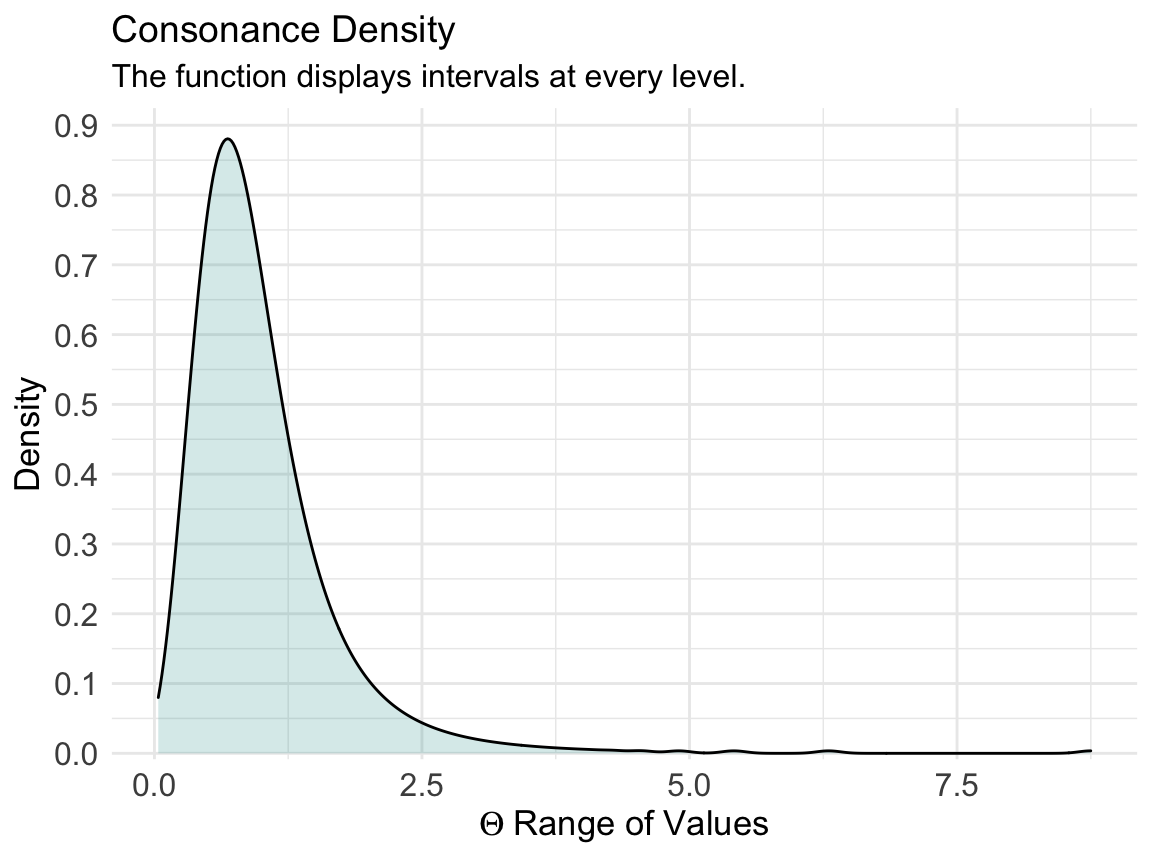 Consonance Density
The function displays intervals at every level.
Density
0.9
0.8
0.7
0.6
0.5
0.4
0.3
0.2
0.1
0.0
0.0 2.5 5.0 7.5
Θ Range of Values